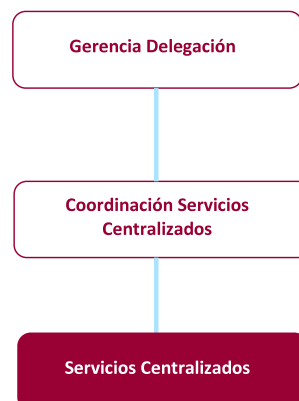 Gerencia Delegación
Coordinación Servicios
Centralizados
Servicios Centralizados